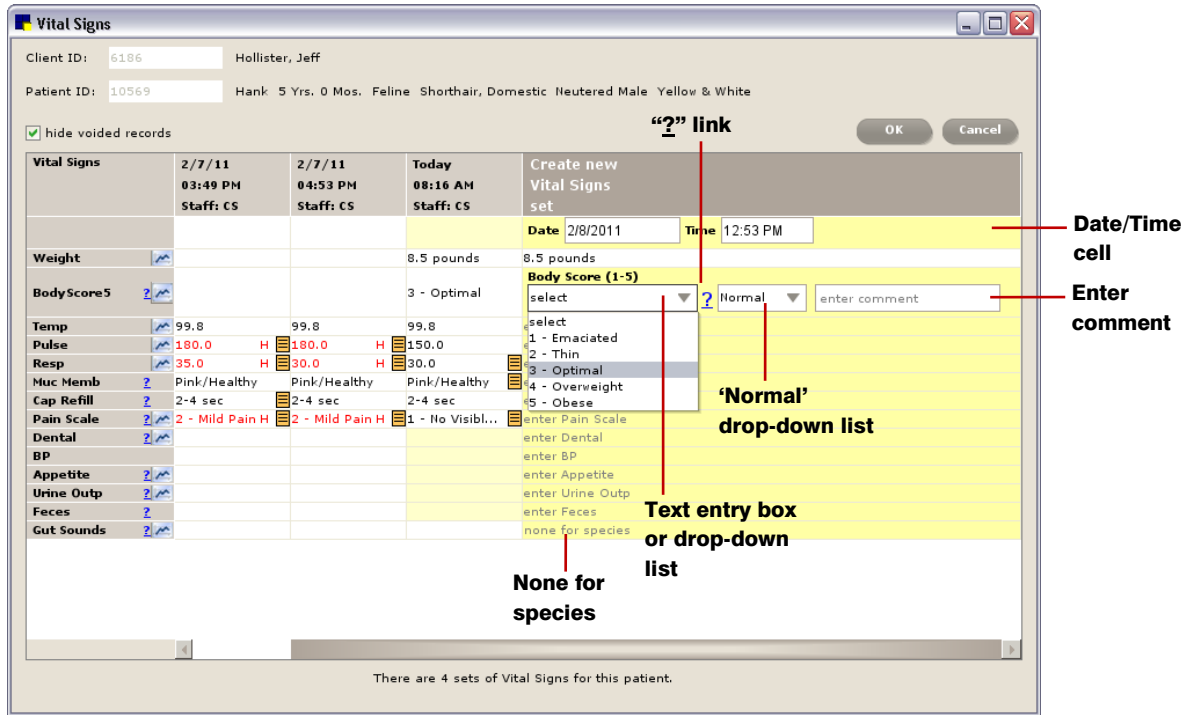 Vital Signs
Client ID: 6186 Hollister, Jeff
Patient ID: 10569 Hank 5 Yrs. 0 Mos. Feline Shorthair, Domestic Neutered Male Yellow & White
“?” link
hide voided records OK Cancel
Vital Signs 2/7/11 2/7/11 Today Create new
03:49 PM 04:53 PM 08:16 AM Vital Signs
Staff: CS Staff: CS Staff: CS set
Date 2/8/2011 Time 12:53 PM
Date/Time
cell
Weight 8.5 pounds 8.5 pounds
Body Score (1-5)
BodyScore5 ? 3 - Optimal select ? Normal enter comment
Enter
comment
select
1 - Emaciated
2 - Thin
3 - Optimal
4 - Overweight
5 - Obese
Temp 99.8 99.8 99.8
Pulse 180.0 H 180.0 H 150.0
Resp 35.0 H 30.0 H 30.0
Muc Memb ? Pink/Healthy Pink/Healthy Pink/Healthy
Cap Refill ? 2-4 sec 2-4 sec 2-4 sec
Pain Scale ? 2 - Mild Pain H 2 - Mild Pain H 1 - No Visibl... enter Pain Scale
‘Normal’
drop-down list
Dental ? enter Dental
BP enter BP
Appetite ? enter Appetite
Urine Outp ? enter Urine Outp
Feces ? enter Feces
Gut Sounds ? none for species
Text entry box
or drop-down
list
None for
species
There are 4 sets of Vital Signs for this patient.